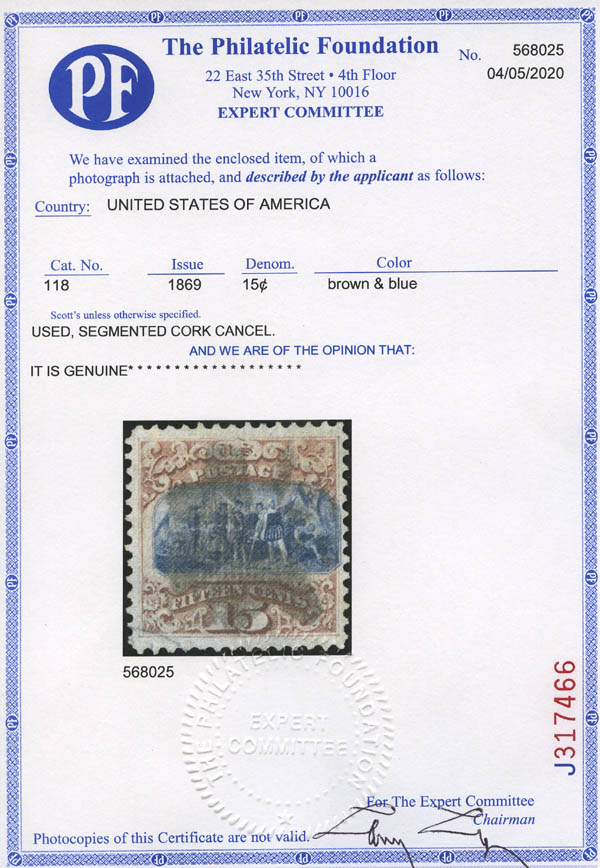 PF
The Philatelic Foundation
22 East 35th Street • 4th Floor
New York, NY 10016
EXPERT COMMITTEE
No. 568025
04/05/2020
We have examined the enclosed item, of which a
photograph is attached, and described by the applicant as follows:
Country: UNITED STATES OF AMERICA
Cat. No. Issue Denom. Color
118 1869 15¢ brown & blue
Scott's unless otherwise specified.
USED, SEGMENTED CORK CANCEL.
AND WE ARE OF THE OPINION THAT:
IT IS GENUINE* * * * * * * * * * * * * * * * * * *
POSTAGE
FIFTEEN CENTS
15
568025
THE PHILATELIC FOUNDATION
EXPERT
COMMITTEE
J317466
For The Expert Committee
Chairman
Photocopies of this Certificate are not valid.